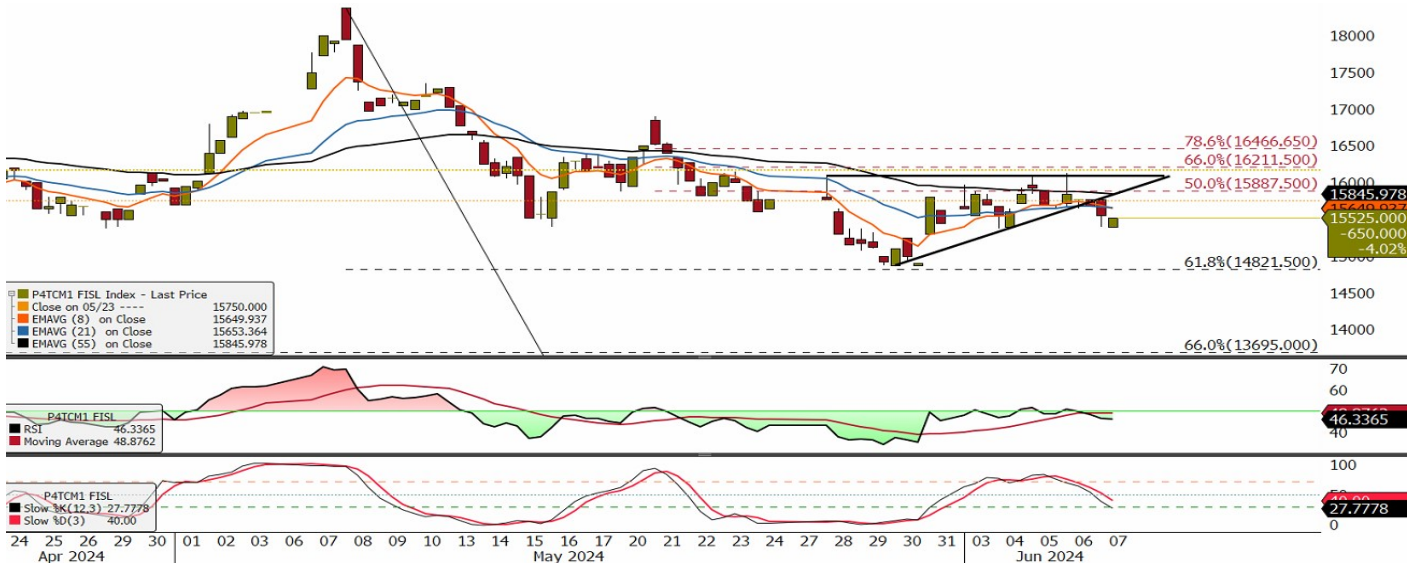 18000
17500
17000
78.6%(16466.650)
16500
66.0%(16211.500)
16000
50.0%(15887.500)
15845.978
15649.937
15525.000
-650.000
-4.02%
15000
61.8%(14821.500)
14500
14000
66.0%(13695.000)
P4TCM1 FISL Index - Last Price
Close on 05/23 ---- 15750.000
EMAVG (8) on Close 15649.937
EMAVG (21) on Close 15653.364
EMAVG (55) on Close 15845.978
70
60
48.8762
46.3365
40
P4TCM1 FISL
RSI 46.3365
Moving Average 48.8762
100
50
40.00
27.7778
0
P4TCM1 FISL
Slow %K(12,3) 27.7778
Slow %D(3) 40.00
24 25 26 29 30 01 02 03 06 07 08 09 10 13 14 15 16 17 20 21 22 23 24 28 29 30 31 03 04 05 06 07
Apr 2024 May 2024 Jun 2024